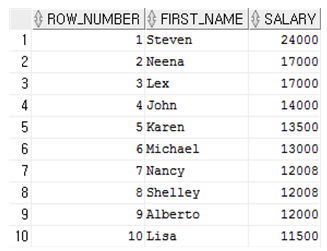 ROW_NUMBER FIRST_NAME SALARY
1 1 Steven 24000
2 2 Neena 17000
3 3 Lex 17000
4 4 John 14000
5 5 Karen 13500
6 6 Michael 13000
7 7 Nancy 12008
8 8 Shelley 12008
9 9 Alberto 12000
10 10 Lisa 11500